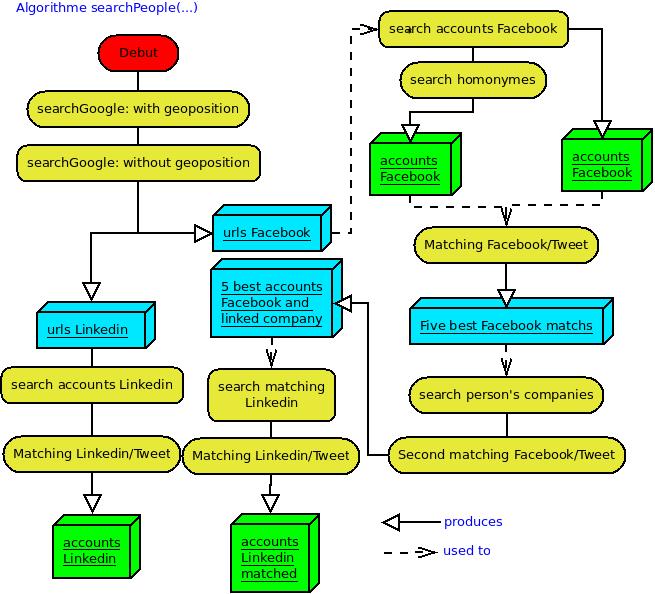 Algorithme searchPeople(...)
Debut
searchGoogle: with geoposition
searchGoogle: without geoposition
search accounts Facebook
search homonymes
accounts
Facebook
accounts
Facebook
urls Facebook
Matching Facebook/Tweet
5 best accounts
Facebook and
linked company
urls Linkedin
Five best Facebook matchs
search accounts Linkedin
search matching
Linkedin
search person's companies
Matching Linkedin/Tweet
Matching Linkedin/Tweet
Second matching Facebook/Tweet
accounts
Linkedin
accounts
Linkedin
matched
produces
used to